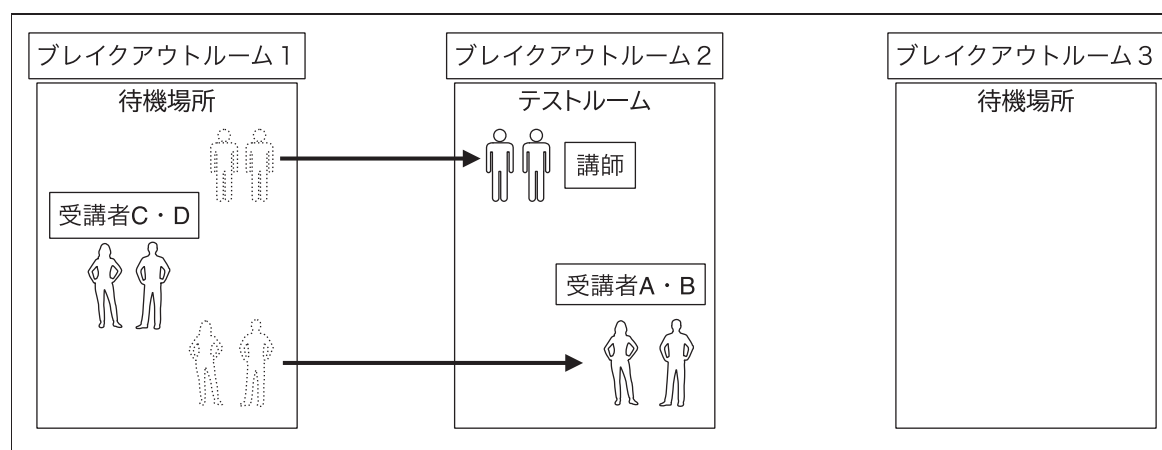 ブレイクアウトルーム１
待機場所
受講者C・D
ブレイクアウトルーム２
テストルーム
講師
受講者A・B
ブレイクアウトルーム３
待機場所